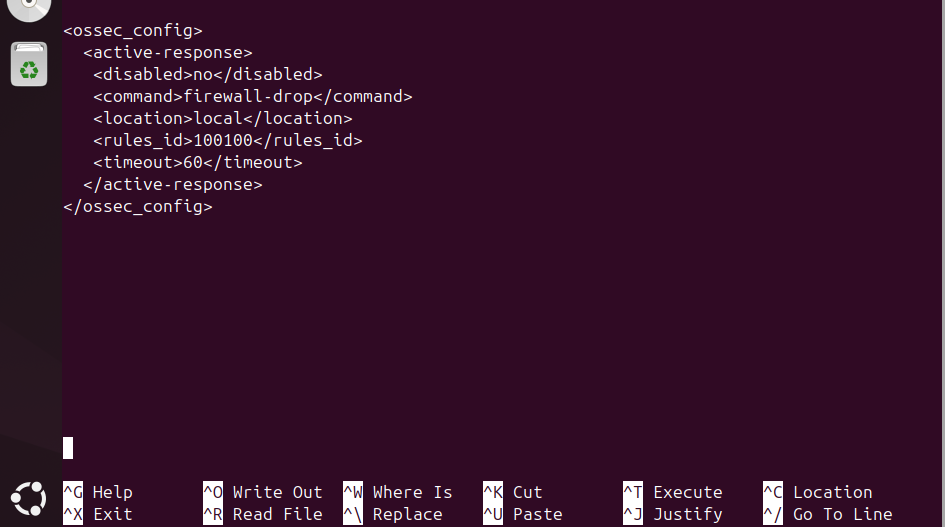 <ossec_config>
  <active-response>
   <disabled>no</disabled>
   <command>firewall-drop</command>
   <location>local</location>
   <rules_id>100100</rules_id>
   <timeout>60</timeout>
  </active-response>
</ossec_config>
^G Help ^O Write Out ^W Where Is ^K Cut ^T Execute ^C Location
^X Exit ^R Read File ^\ Replace ^U Paste ^J Justify ^/ Go To Line